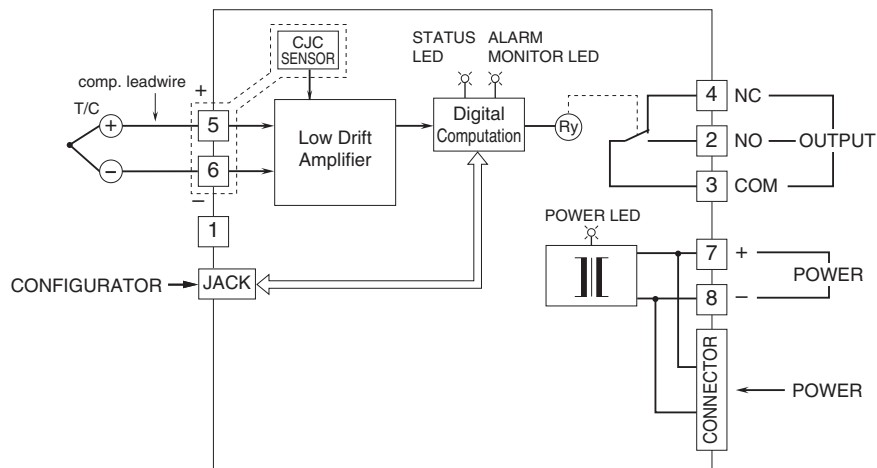 CJC
SENSOR
STATUS
LED
ALARM
MONITOR LED
comp. leadwire
+
T/C
+
5
−
6
−
1
Low Drift
Amplifier
Digital
Computation
Ry
4 NC
2 NO
3 COM
OUTPUT
POWER LED
7 +
8 −
POWER
CONFIGURATOR
JACK
CONNECTOR
POWER